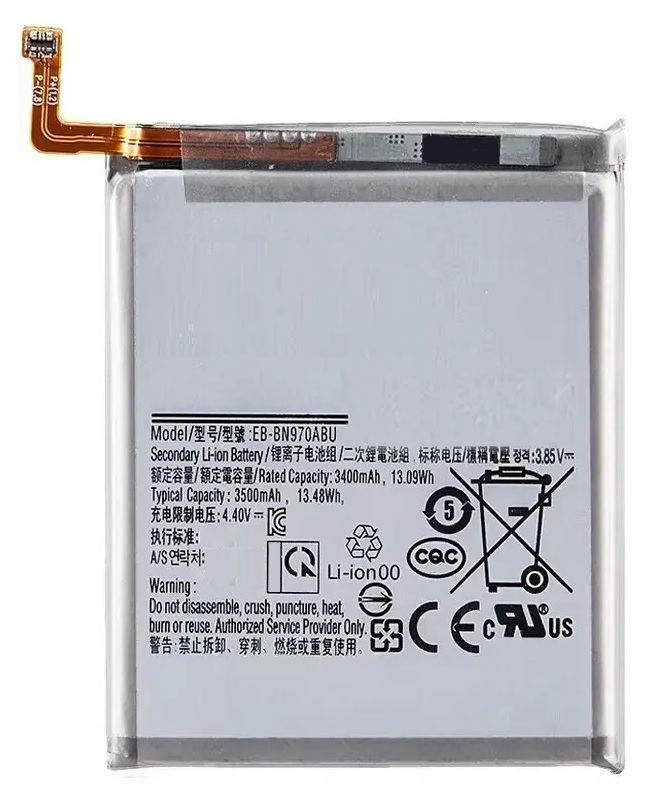 P+(1,2)
P-(7,8)
Model/型号/型號:EB-BN970ABU
Secondary Li-ion Battery/锂离子电池组/二次鋰電池組, 标称电压/標稱電壓:3.85V⎓
额定容量/額定電容量/Rated Capacity: 3400mAh, 13.09Wh
Typical Capacity: 3500mAh, 13.48Wh,
充电限制电压: 4.40V⎓
执行标准:
A/S연락처:
5
CQC
Li-ion00
Warning:
Do not disassemble, crush, puncture, heat,
burn or reuse. Authorized Service Provider Only.
警告:禁止拆卸、穿刺、燃烧或重复使用。
CE
c RU US